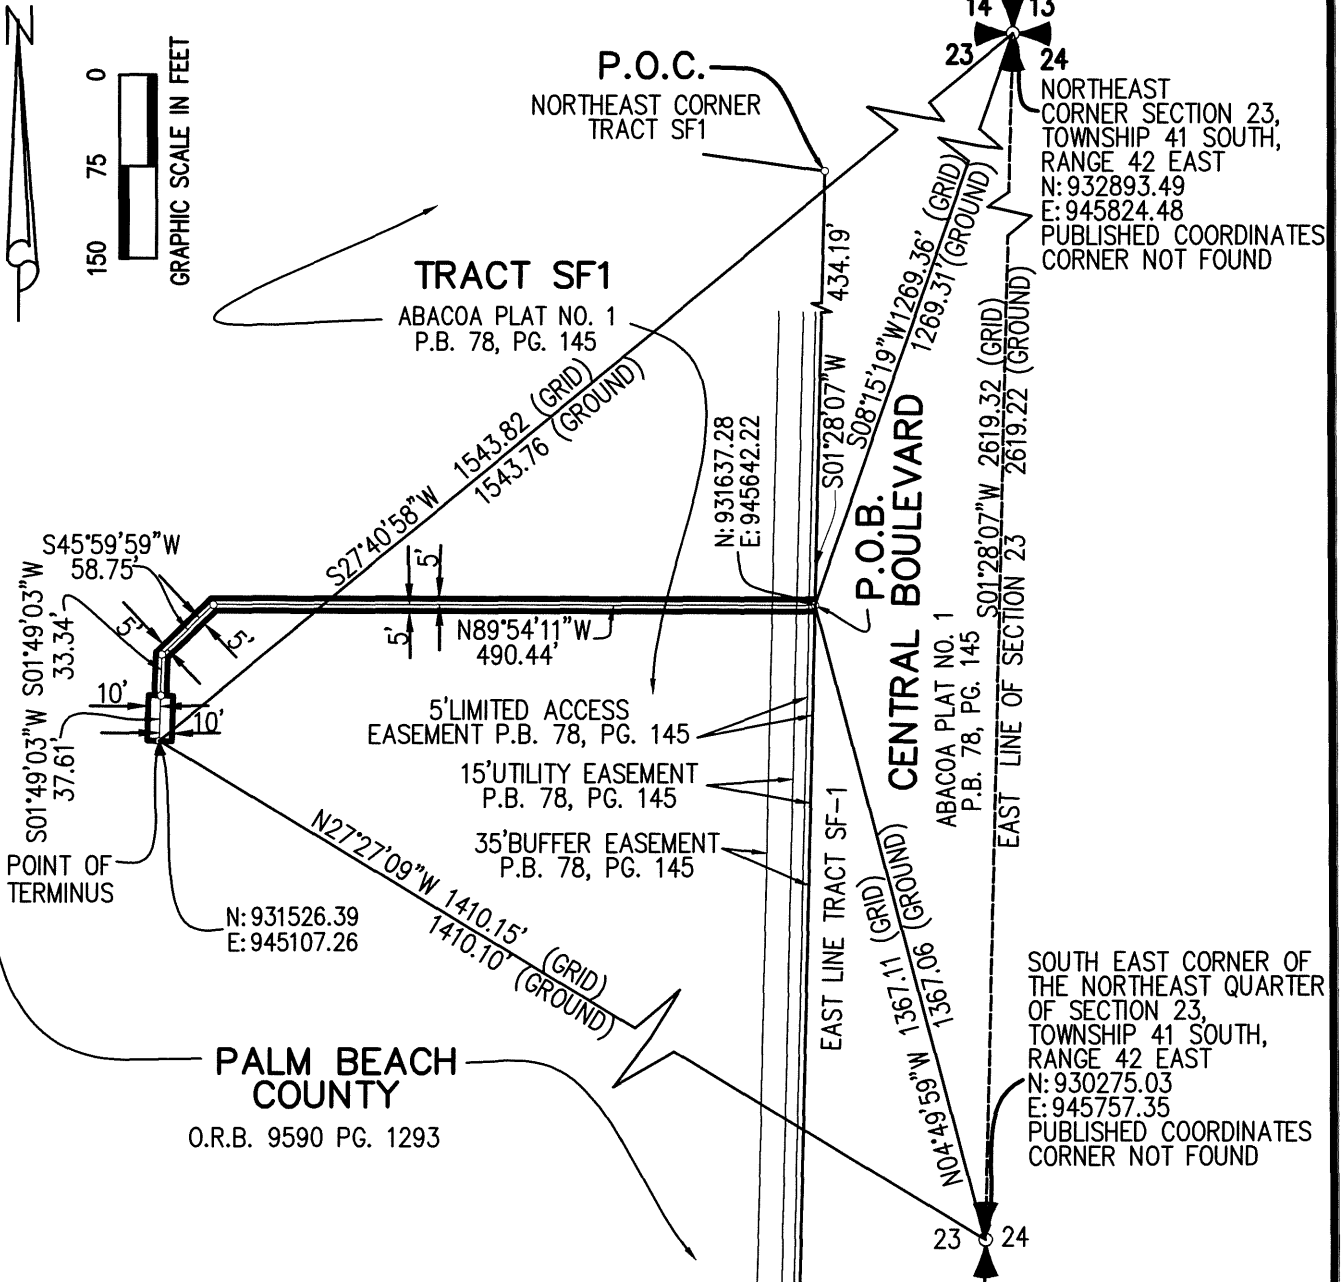 N
0
75
150
GRAPHIC SCALE IN FEET
P.O.C.
NORTHEAST CORNER
TRACT SF1
14
13
23
24
NORTHEAST
CORNER SECTION 23,
TOWNSHIP 41 SOUTH,
RANGE 42 EAST
N: 932893.49
E: 945824.48
PUBLISHED COORDINATES
CORNER NOT FOUND
TRACT SF1
ABACOA PLAT NO. 1
P.B. 78, PG. 145
434.19'
S01°28'07"W
S08°15'19"W 1269.36' (GRID)
1269.31' (GROUND)
S01°28'07"W 2619.32 (GRID)
2619.22 (GROUND)
EAST LINE OF SECTION 23
S27°40'58"W 1543.82 (GRID)
1543.76 (GROUND)
N: 931637.28
E: 945642.22
P.O.B.
CENTRAL BOULEVARD
ABACOA PLAT NO. 1
P.B. 78, PG. 145
S45°59'59"W
58.75'
S01°49'03"W
33.34'
5'
5'
5'
5'
N89°54'11"W
490.44'
10'
10'
S01°49'03"W
37.61'
POINT OF
TERMINUS
N: 931526.39
E: 945107.26
5' LIMITED ACCESS
EASEMENT P.B. 78, PG. 145
15' UTILITY EASEMENT
P.B. 78, PG. 145
35' BUFFER EASEMENT
P.B. 78, PG. 145
EAST LINE TRACT SF-1
N27°27'09"W 1410.15' (GRID)
1410.10' (GROUND)
N04°49'59"W 1367.11 (GRID)
1367.06 (GROUND)
PALM BEACH
COUNTY
O.R.B. 9590 PG. 1293
SOUTH EAST CORNER OF
THE NORTHEAST QUARTER
OF SECTION 23,
TOWNSHIP 41 SOUTH,
RANGE 42 EAST
N: 930275.03
E: 945757.35
PUBLISHED COORDINATES
CORNER NOT FOUND
23
24